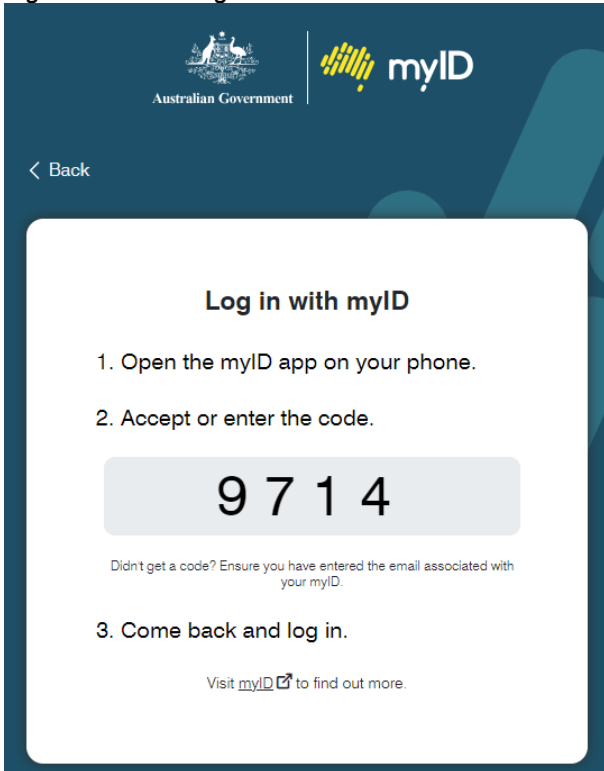 Australian Government
myID
< Back
Log in with myID
1. Open the myID app on your phone.
2. Accept or enter the code.
9 7 1 4
Didn't get a code? Ensure you have entered the email associated with
your myID.
3. Come back and log in.
Visit myID to find out more.